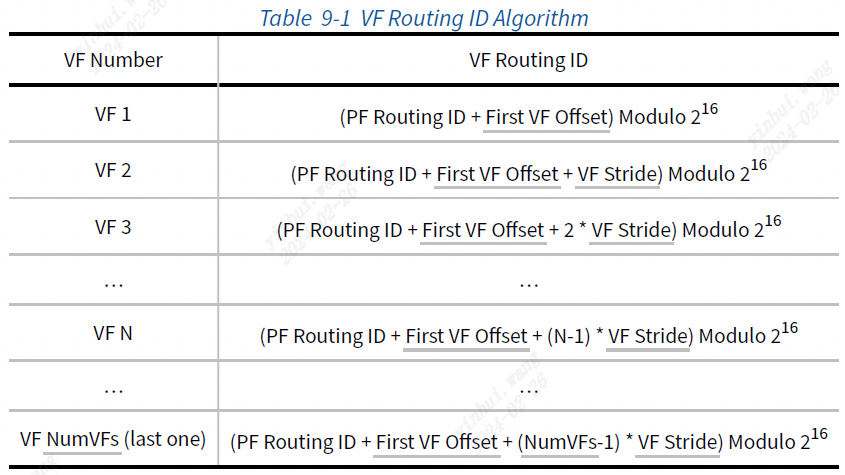 Table 9-1 VF Routing ID Algorithm
VF Number VF Routing ID
VF 1 (PF Routing ID + First VF Offset) Modulo 2^16
VF 2 (PF Routing ID + First VF Offset + VF Stride) Modulo 2^16
VF 3 (PF Routing ID + First VF Offset + 2 * VF Stride) Modulo 2^16
… …
VF N (PF Routing ID + First VF Offset + (N-1) * VF Stride) Modulo 2^16
… …
VF NumVFs (last one) (PF Routing ID + First VF Offset + (NumVFs-1) * VF Stride) Modulo 2^16